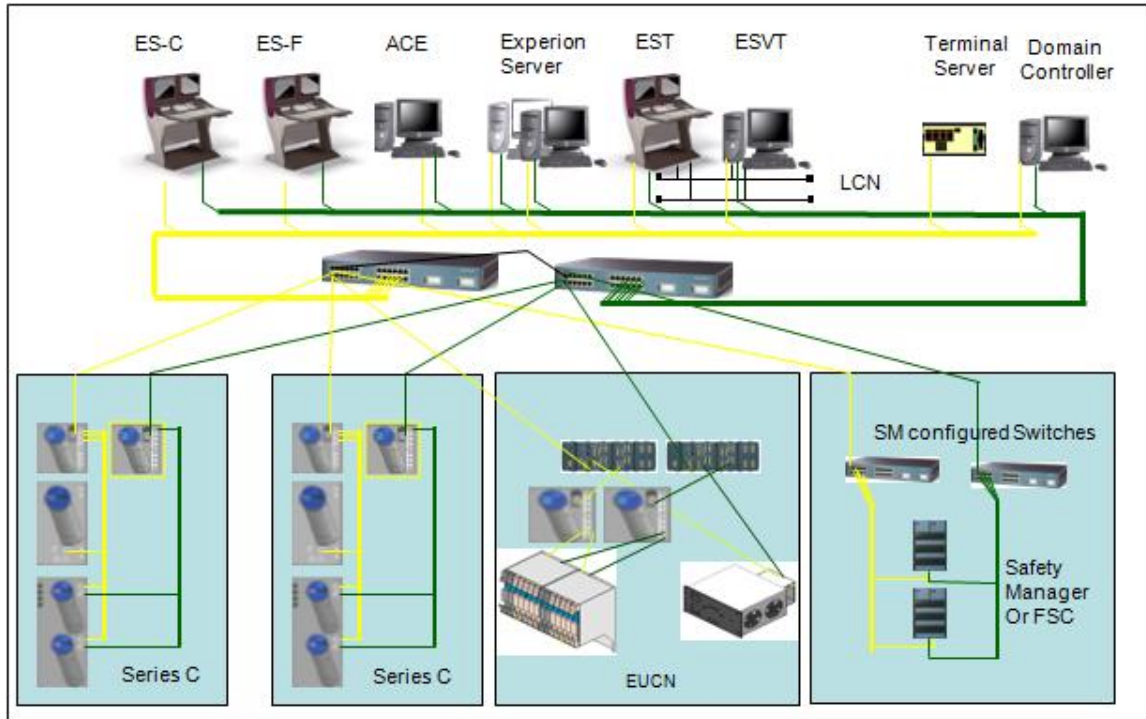 ES-C
ES-F
ACE
Experion
Server
EST
ESVT
Terminal
Server
Domain
Controller
LCN
SM configured Switches
Safety
Manager
Or FSC
Series C
Series C
EUCN